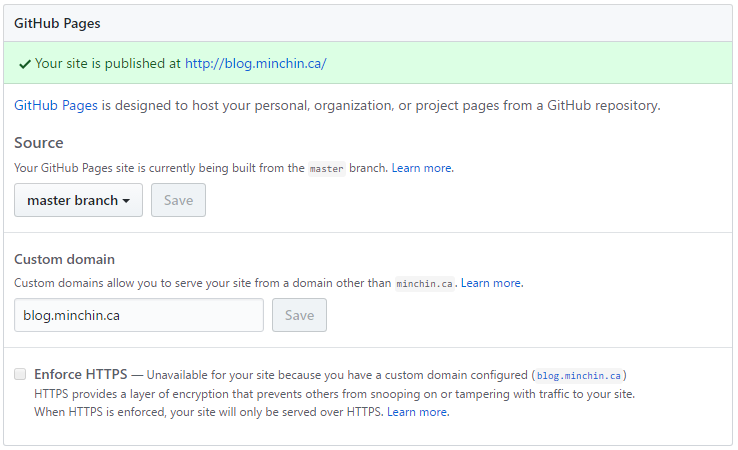 GitHub Pages
✓ Your site is published at http://blog.minchin.ca/
GitHub Pages is designed to host your personal, organization, or project pages from a GitHub repository.
Source
Your GitHub Pages site is currently being built from the master branch. Learn more.
master branch Save
Custom domain
Custom domains allow you to serve your site from a domain other than minchin.ca. Learn more.
blog.minchin.ca Save
Enforce HTTPS — Unavailable for your site because you have a custom domain configured (blog.minchin.ca)
HTTPS provides a layer of encryption that prevents others from snooping on or tampering with traffic to your site.
When HTTPS is enforced, your site will only be served over HTTPS. Learn more.